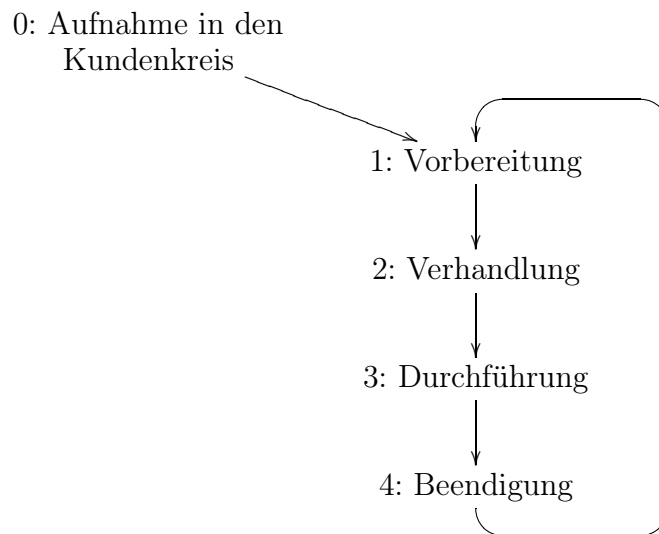 0: Aufnahme in den
Kundenkreis
1: Vorbereitung
2: Verhandlung
3: Durchführung
4: Beendigung